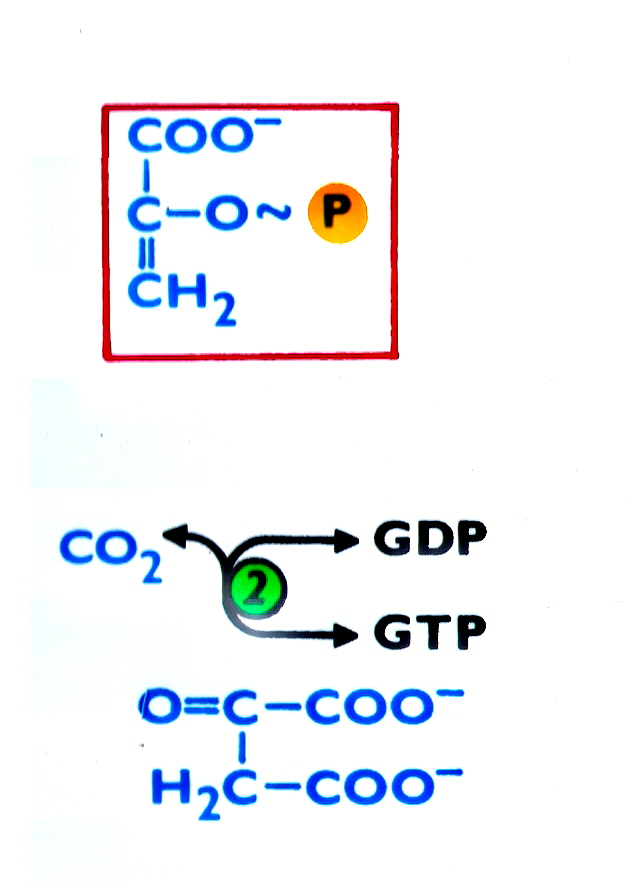 COO⁻
C–O~ P
CH₂
CO₂
GDP
2
GTP
O=C–COO⁻
H₂C–COO⁻